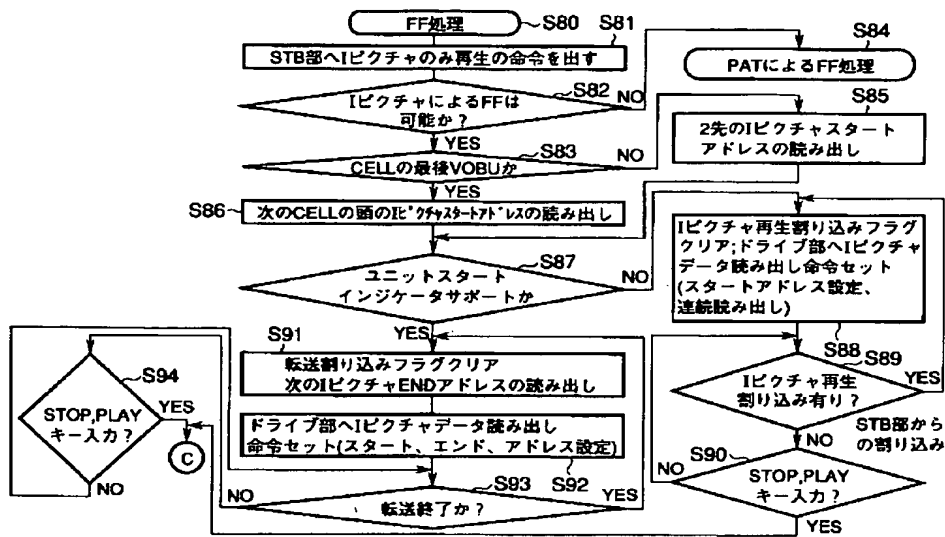 FF処理
S80
S81
STB部へIピクチャのみ再生の命令を出す
S82
IピクチャによるFFは
可能か？
NO
YES
S84
PATによるFF処理
S83
CELLの最後VOBUか
NO
YES
S85
2先のIピクチャスタート
アドレスの読み出し
S86
次のCELLの頭のIピクチャスタートアドレスの読み出し
S87
ユニットスタート
インジケータサポートか
NO
YES
Iピクチャ再生割り込みフラグ
クリア;ドライブ部へIピクチャ
データ読み出し命令セット
(スタートアドレス設定、
連続読み出し)
S88
S89
Iピクチャ再生
割り込み有り？
YES
NO
STB部から
の割り込み
S90
STOP,PLAY
キー入力？
NO
YES
S91
転送割り込みフラグクリア
次のIピクチャENDアドレスの読み出し
ドライブ部へIピクチャデータ読み出し
命令セット(スタート、エンド、アドレス設定)
S92
S93
転送終了か？
NO
YES
S94
STOP,PLAY
キー入力？
YES
NO
C